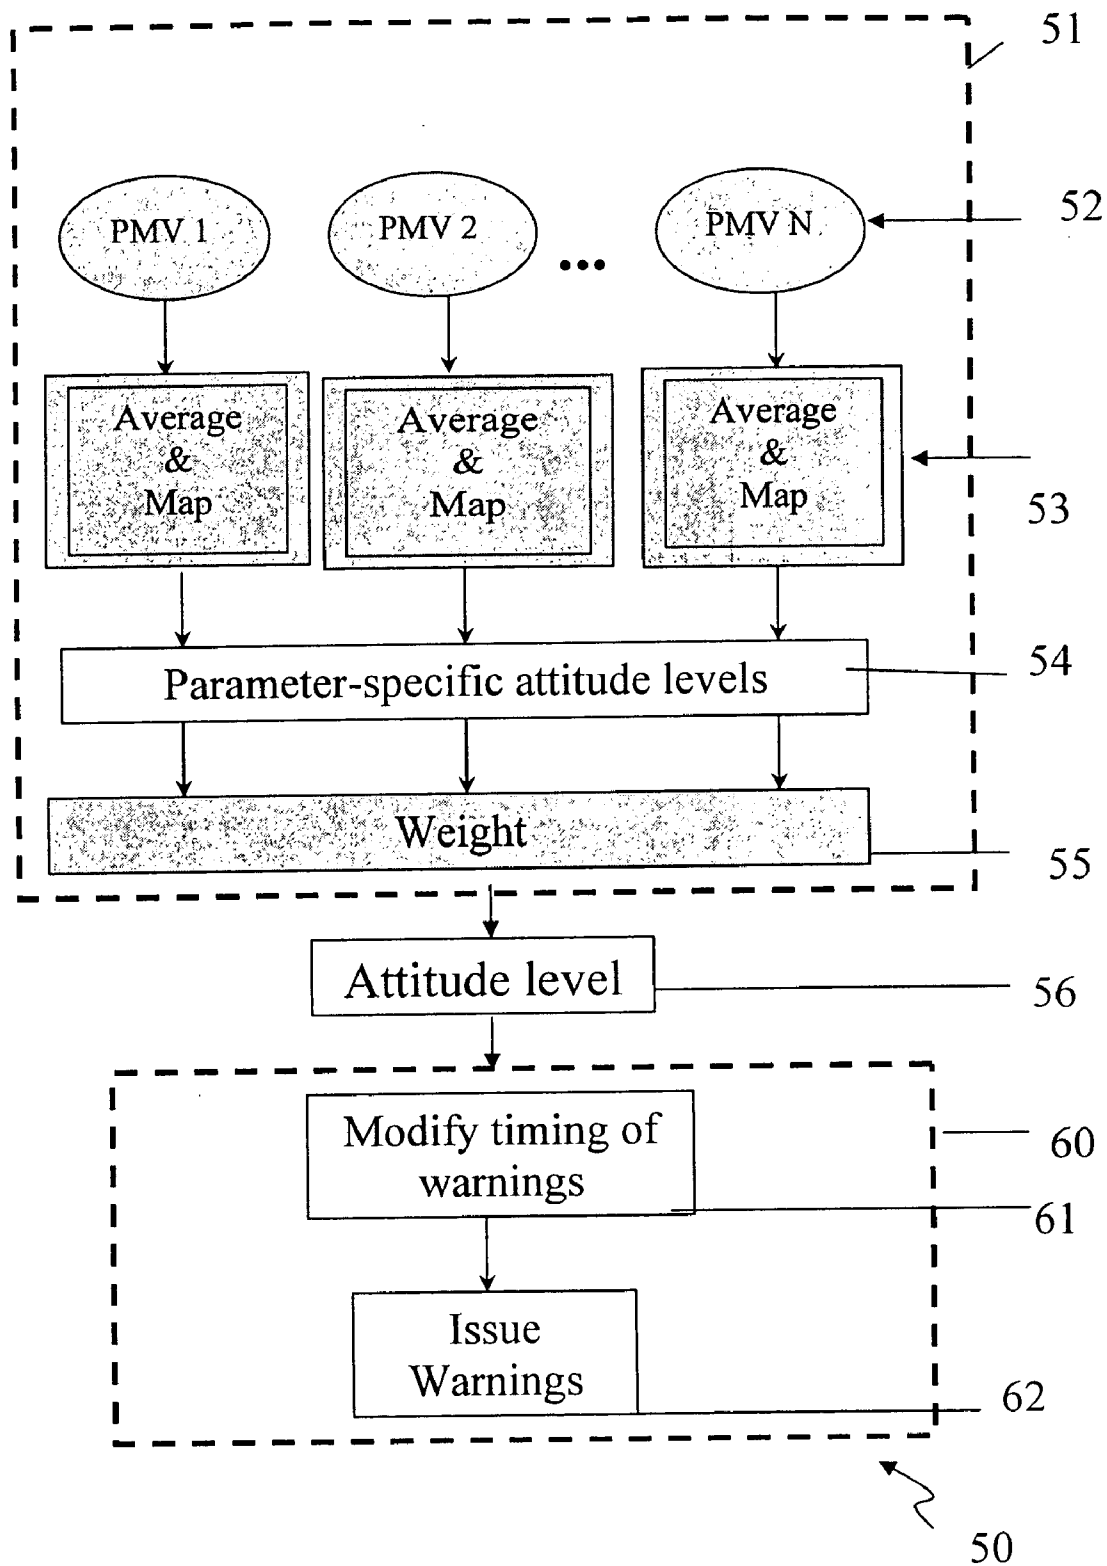 51
PMV 1
PMV 2
PMV N
52
...
Average
&
Map
Average
&
Map
Average
&
Map
53
Parameter-specific attitude levels
54
Weight
55
Attitude level
56
Modify timing of
warnings
60
61
Issue
Warnings
62
50